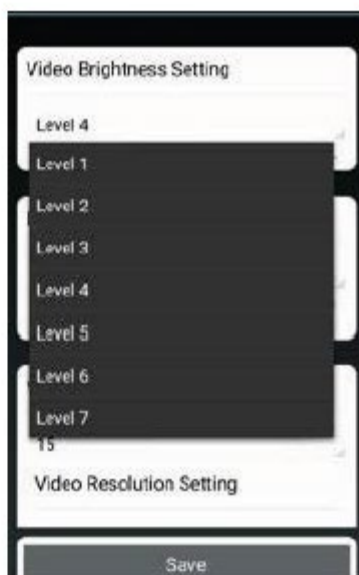 Video Brightness Setting
Level 4
Level 1
Level 2
Level 3
Level 4
Level 5
Level 6
Level 7
15
Video Resolution Setting
Save